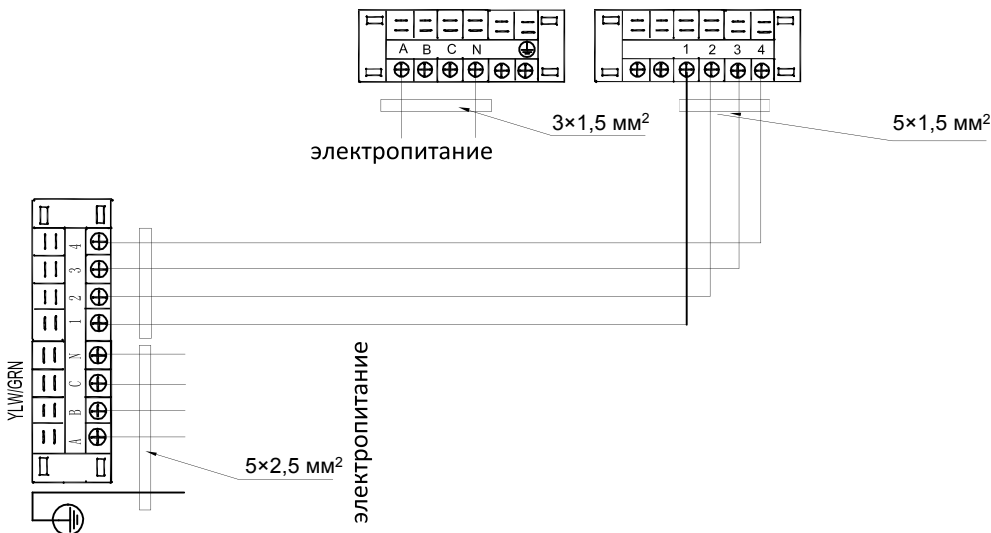 A B C N
1 2 3 4
3×1,5 мм²
5×1,5 мм²
электропитание
4
3
2
1
N
C
B
A
YLW/GRN
электропитание
5×2,5 мм²